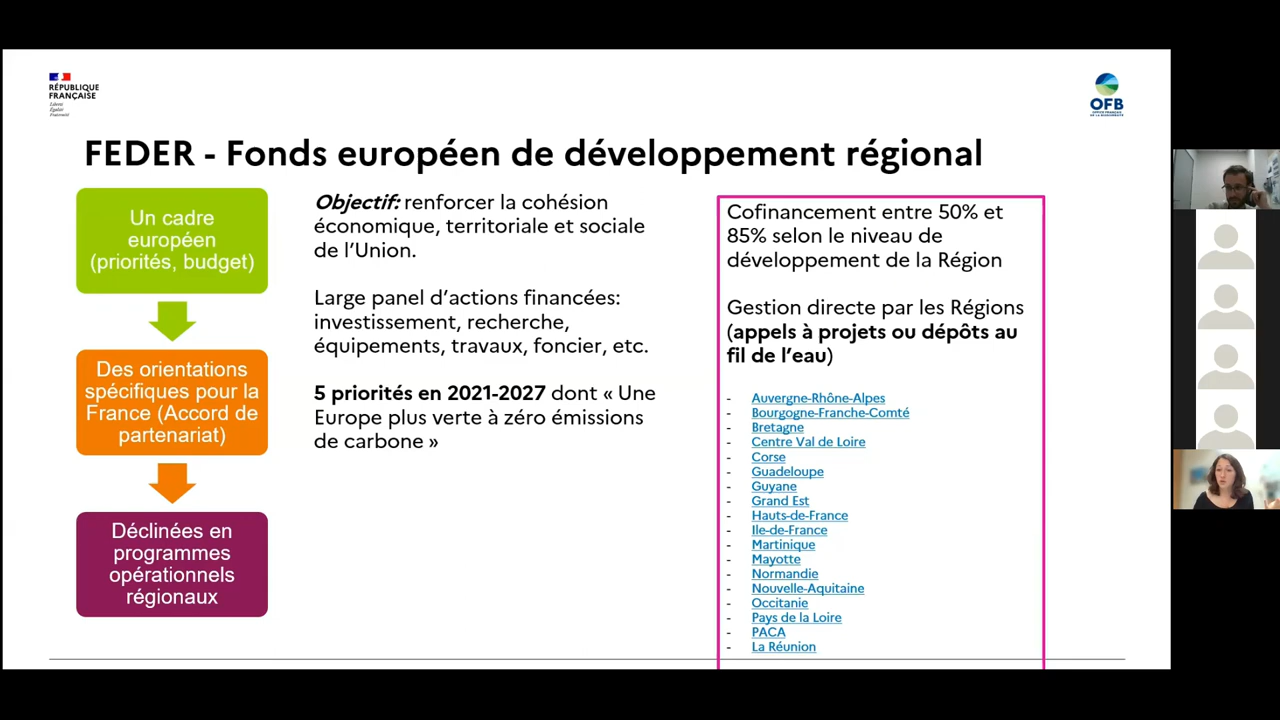 RÉPUBLIQUE
FRANÇAISE
Liberté
Égalité
Fraternité
OFB
OFFICE FRANÇAIS
DE LA BIODIVERSITÉ
FEDER - Fonds européen de développement régional
Un cadre
européen
(priorités, budget)
Des orientations
spécifiques pour la
France (Accord de
partenariat)
Déclinées en
programmes
opérationnels
régionaux
Objectif: renforcer la cohésion
économique, territoriale et sociale
de l’Union.
Large panel d’actions financées:
investissement, recherche,
équipements, travaux, foncier, etc.
5 priorités en 2021-2027 dont « Une
Europe plus verte à zéro émissions
de carbone »
Cofinancement entre 50% et
85% selon le niveau de
développement de la Région
Gestion directe par les Régions
(appels à projets ou dépôts au
fil de l’eau)
- Auvergne-Rhône-Alpes
- Bourgogne-Franche-Comté
- Bretagne
- Centre Val de Loire
- Corse
- Guadeloupe
- Guyane
- Grand Est
- Hauts-de-France
- Ile-de-France
- Martinique
- Mayotte
- Normandie
- Nouvelle-Aquitaine
- Occitanie
- Pays de la Loire
- PACA
- La Réunion